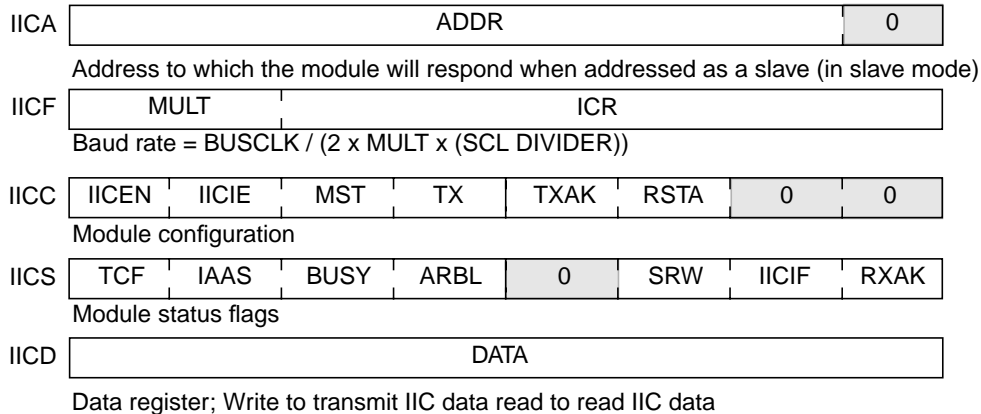 IICA ADDR 0
Address to which the module will respond when addressed as a slave (in slave mode)
IICF MULT ICR
Baud rate = BUSCLK / (2 x MULT x (SCL DIVIDER))
IICC IICEN IICIE MST TX TXAK RSTA 0 0
Module configuration
IICS TCF IAAS BUSY ARBL 0 SRW IICIF RXAK
Module status flags
IICD DATA
Data register; Write to transmit IIC data read to read IIC data